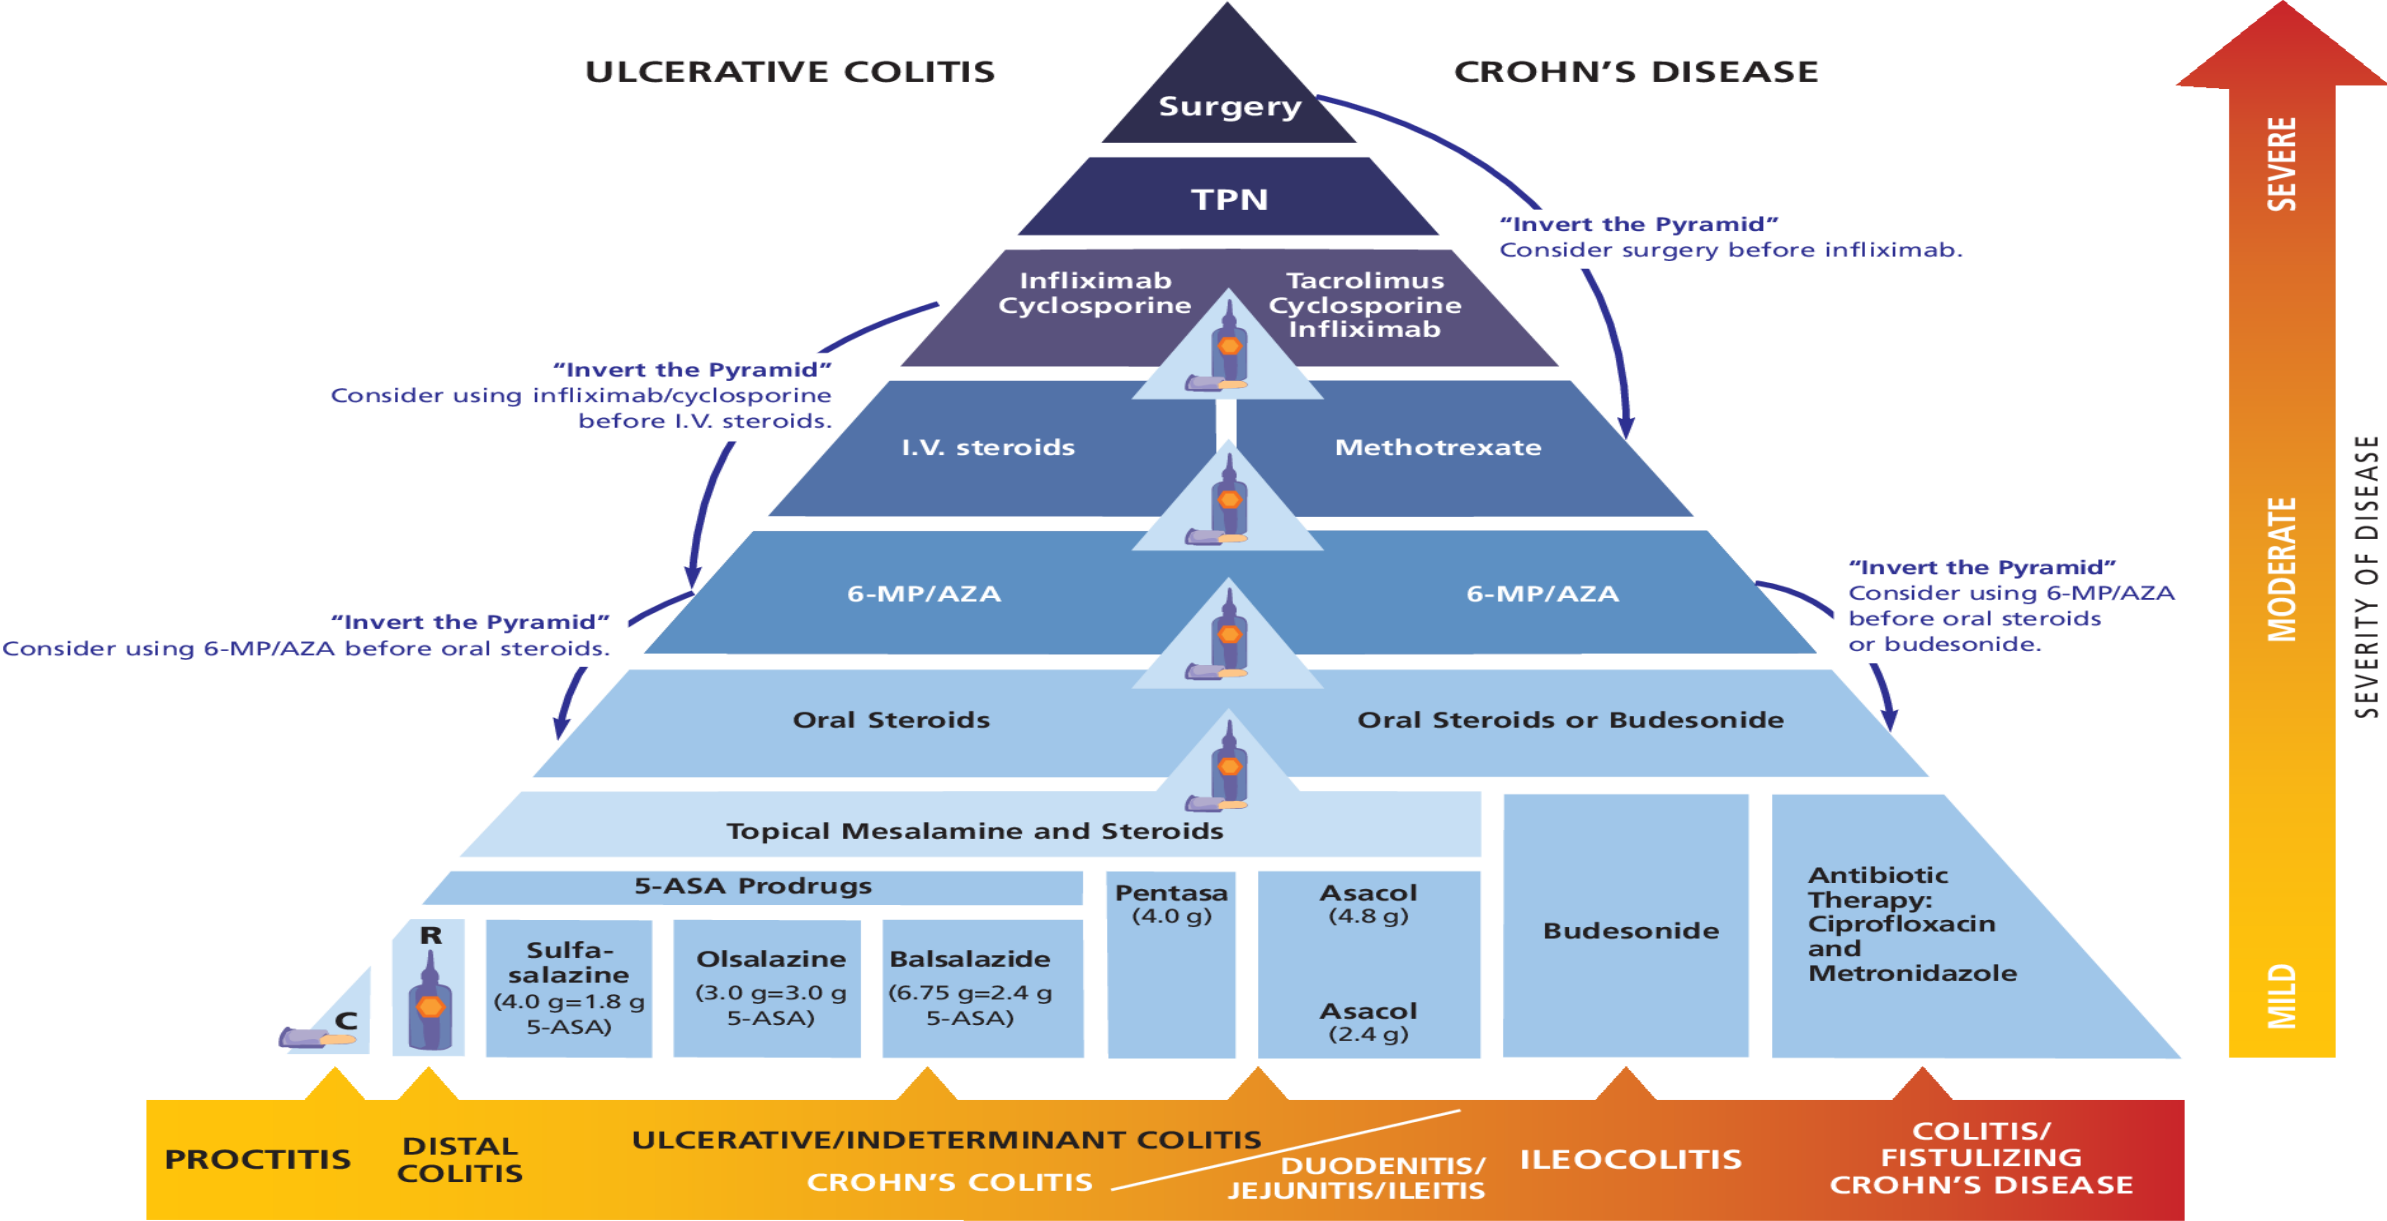 ULCERATIVE COLITIS
CROHN’S DISEASE
Surgery
TPN
“Invert the Pyramid”
Consider surgery before infliximab.
Infliximab
Cyclosporine
Tacrolimus
Cyclosporine
Infliximab
“Invert the Pyramid”
Consider using infliximab/cyclosporine
before I.V. steroids.
I.V. steroids
Methotrexate
6-MP/AZA
6-MP/AZA
“Invert the Pyramid”
Consider using 6-MP/AZA before oral steroids.
“Invert the Pyramid”
Consider using 6-MP/AZA
before oral steroids
or budesonide.
Oral Steroids
Oral Steroids or Budesonide
Topical Mesalamine and Steroids
5-ASA Prodrugs
C
R
Sulfa-
salazine
(4.0 g=1.8 g
5-ASA)
Olsalazine
(3.0 g=3.0 g
5-ASA)
Balsalazide
(6.75 g=2.4 g
5-ASA)
Pentasa
(4.0 g)
Asacol
(4.8 g)
Asacol
(2.4 g)
Budesonide
Antibiotic
Therapy:
Ciprofloxacin
and
Metronidazole
PROCTITIS
DISTAL
COLITIS
ULCERATIVE/INDETERMINANT COLITIS
CROHN’S COLITIS
DUODENITIS/
JEJUNITIS/ILEITIS
ILEOCOLITIS
COLITIS/
FISTULIZING
CROHN’S DISEASE
SEVERE
MODERATE
MILD
SEVERITY OF DISEASE